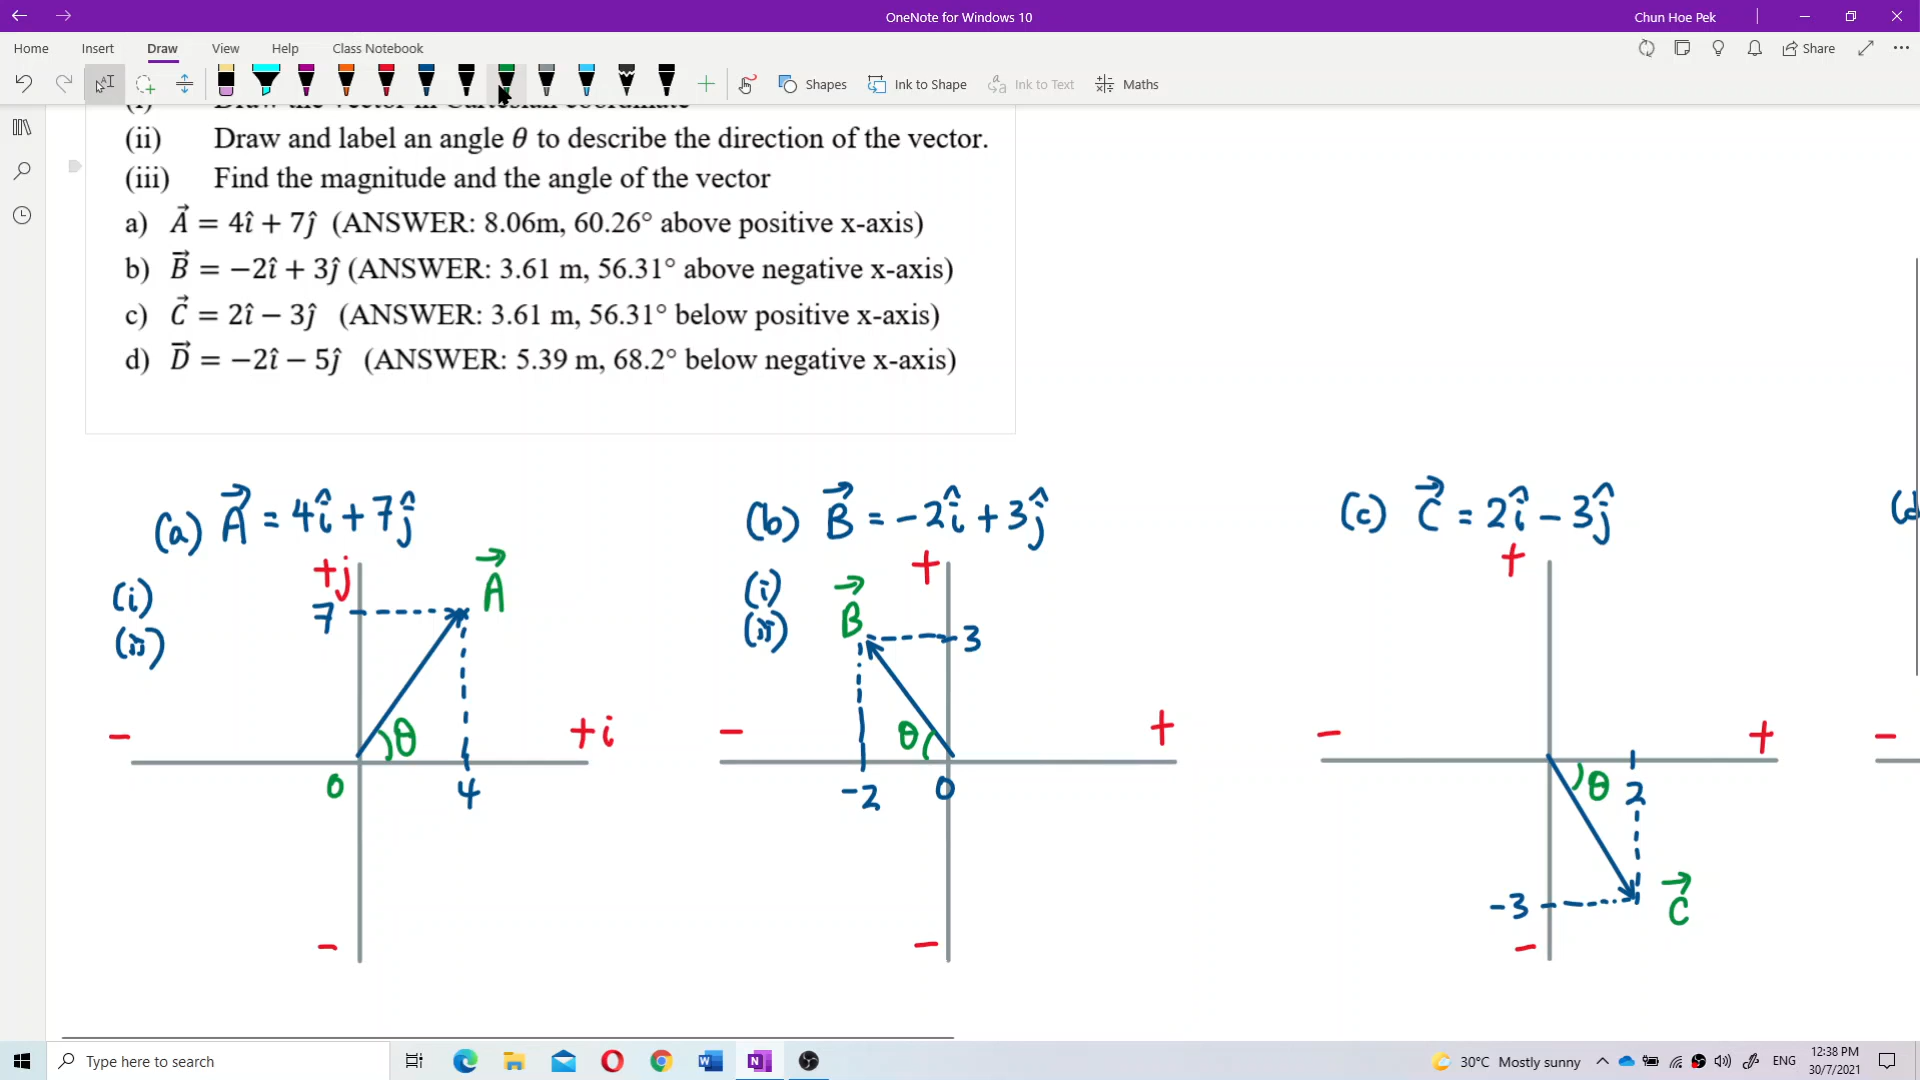 OneNote for Windows 10
Chun Hoe Pek
Home Insert Draw View Help Class Notebook
Share
Shapes Ink to Shape Ink to Text Maths
(i) Draw the vector in Cartesian coordinate
(ii) Draw and label an angle θ to describe the direction of the vector.
(iii) Find the magnitude and the angle of the vector
a) A⃗ = 4î + 7ĵ (ANSWER: 8.06m, 60.26° above positive x-axis)
b) B⃗ = −2î + 3ĵ (ANSWER: 3.61 m, 56.31° above negative x-axis)
c) C⃗ = 2î − 3ĵ (ANSWER: 3.61 m, 56.31° below positive x-axis)
d) D⃗ = −2î − 5ĵ (ANSWER: 5.39 m, 68.2° below negative x-axis)
(a) A⃗ = 4î + 7ĵ
(i)
(ii)
+j
7
A⃗
θ
- +i
0 4
-
(b) B⃗ = -2î + 3ĵ
(i)
(ii)
+
B⃗
3
θ
- +
-2 0
-
(c) C⃗ = 2î - 3ĵ
+
- +
θ 2
-3
C⃗
-
(d
-
Type here to search
30°C Mostly sunny
ENG
12:38 PM
30/7/2021